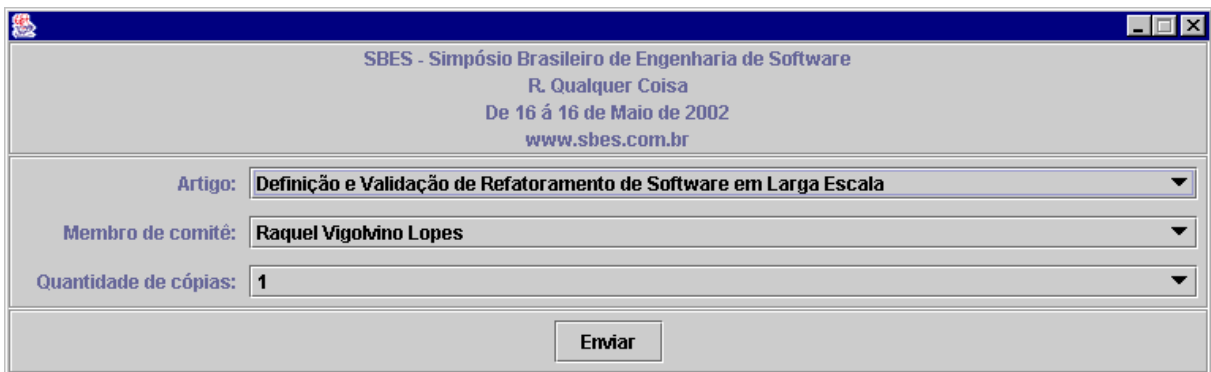 SBES - Simpósio Brasileiro de Engenharia de Software
R. Qualquer Coisa
De 16 á 16 de Maio de 2002
www.sbes.com.br
Artigo: Definição e Validação de Refatoramento de Software em Larga Escala
Membro de comitê: Raquel Vigolvino Lopes
Quantidade de cópias: 1
Enviar